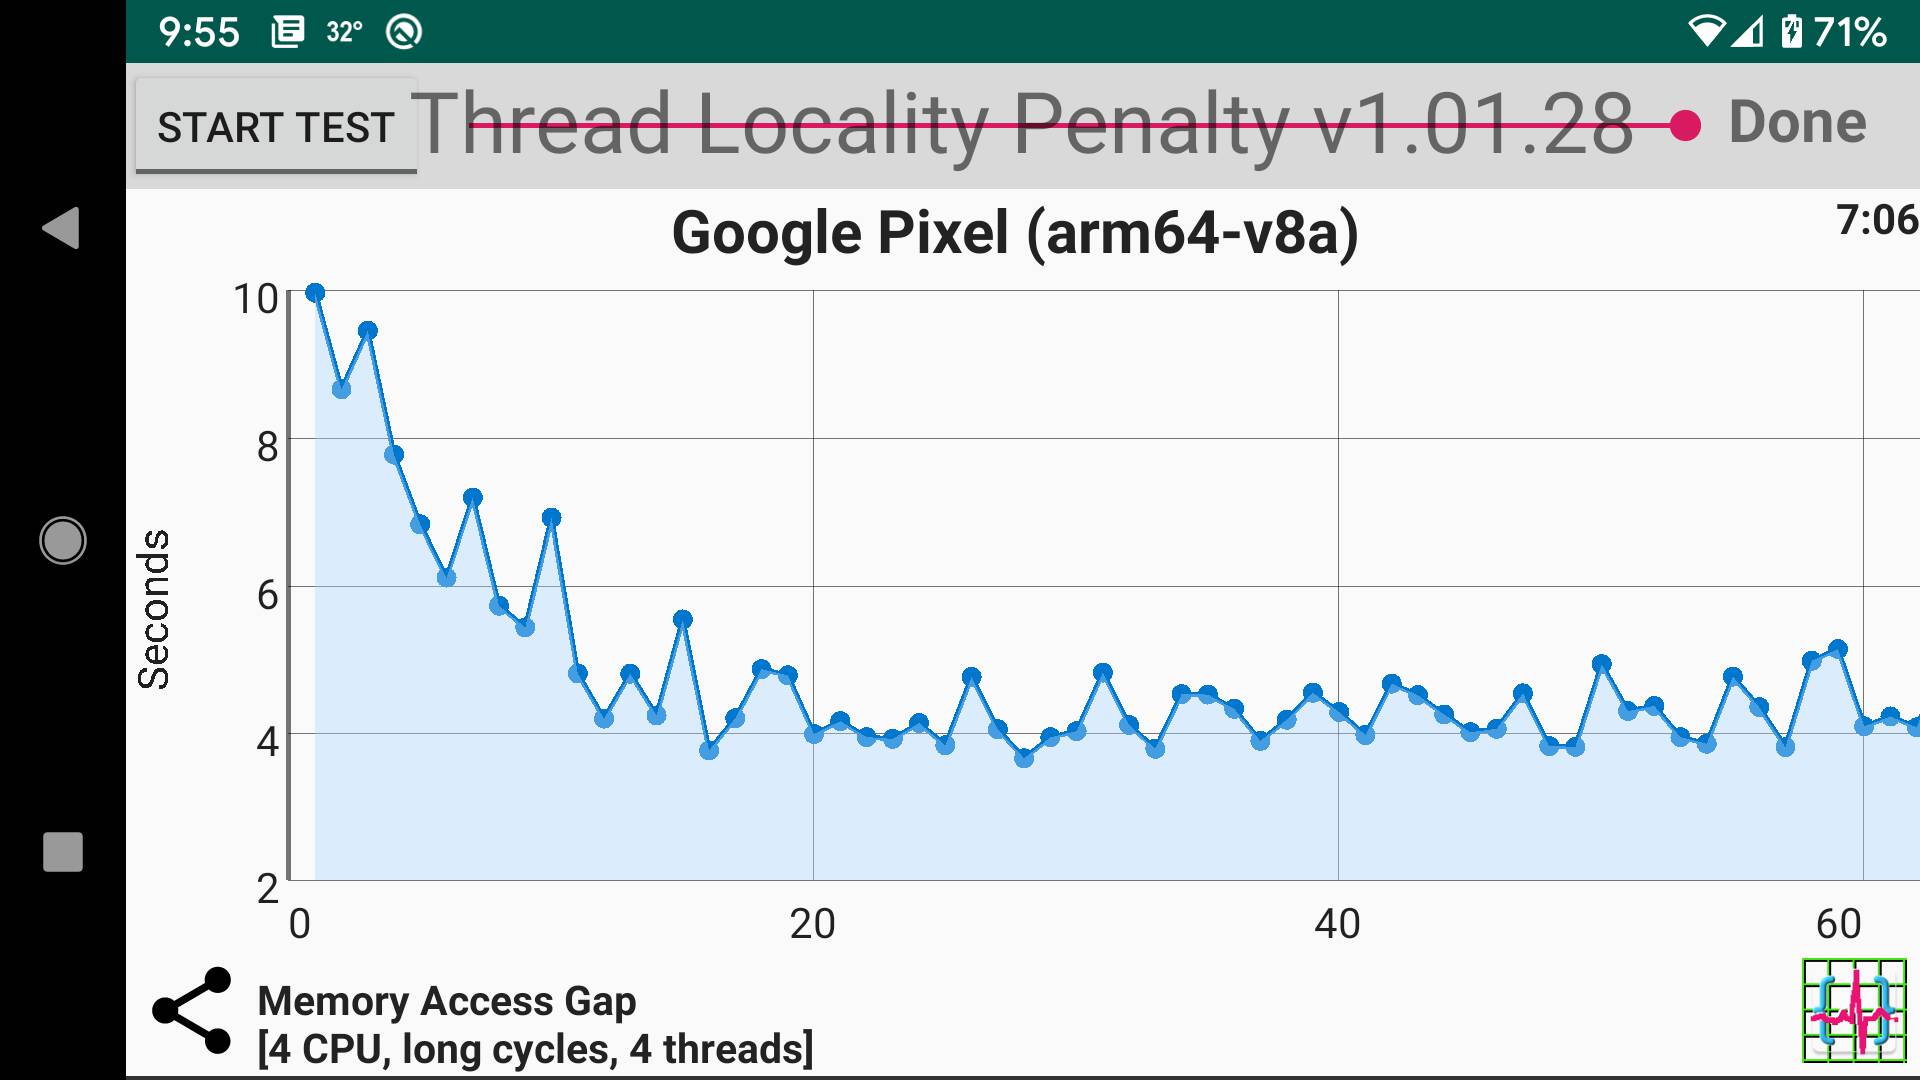 9:55 32° 71%
START TEST Thread Locality Penalty v1.01.28 Done
Google Pixel (arm64-v8a) 7:06
10
8
6
4
2
Seconds
0 20 40 60
Memory Access Gap
[4 CPU, long cycles, 4 threads]